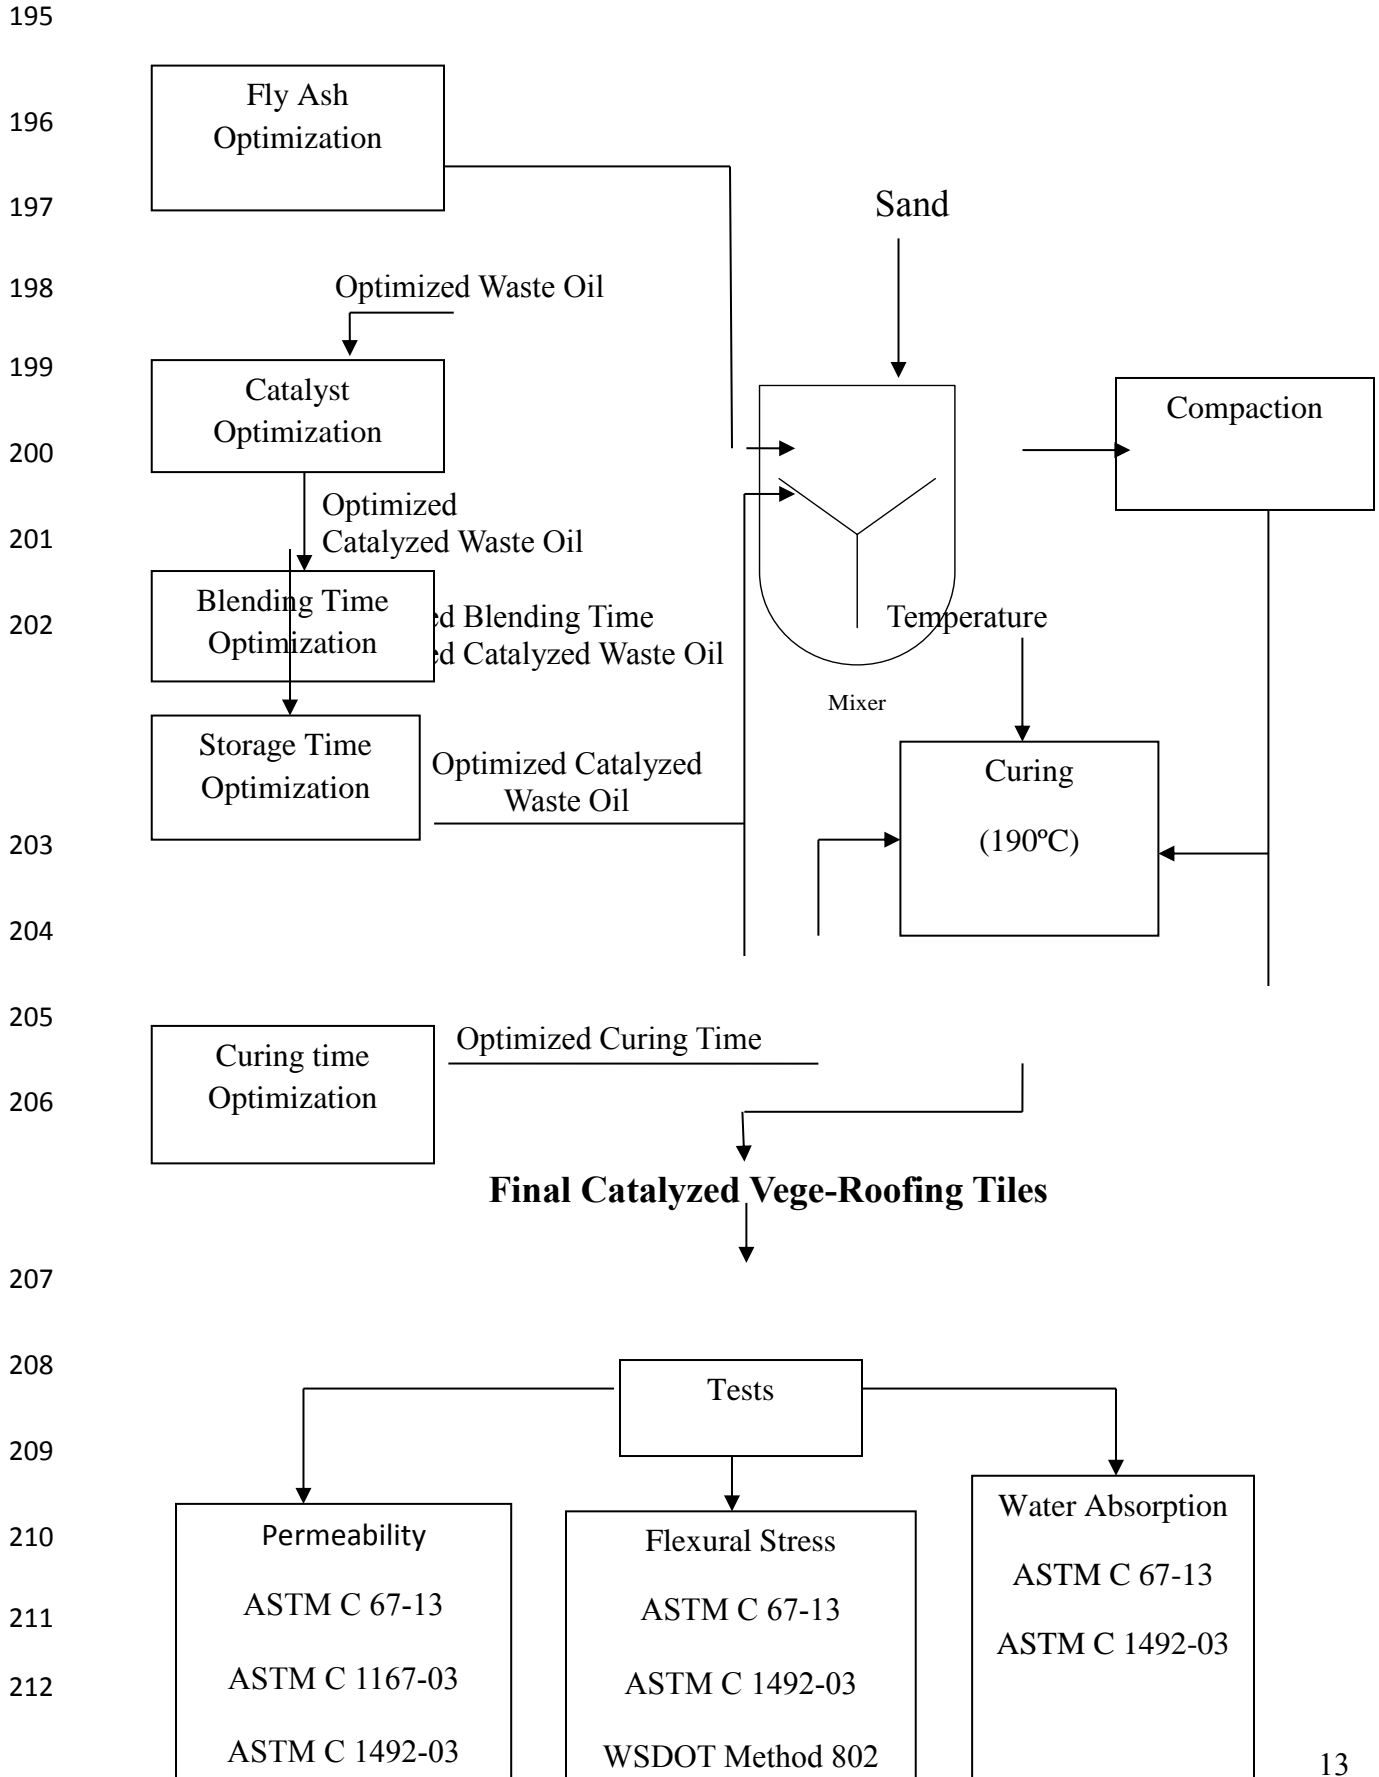 195
Fly Ash
196
Optimization
197
Sand
198
Optimized Waste Oil
199
Catalyst
Optimization
Compaction
200
Optimized
201
Catalyzed Waste Oil
Blending Time
202
ed Blending Time
Temperature
Optimization
ed Catalyzed Waste Oil
Mixer
Storage Time
Optimization
Optimized Catalyzed
Waste Oil
Curing
(190ºC)
203
204
205
Curing time
Optimization
Optimized Curing Time
206
Final Catalyzed Vege-Roofing Tiles
207
208
Tests
209
210
Permeability
ASTM C 67-13
ASTM C 1167-03
ASTM C 1492-03
Flexural Stress
ASTM C 67-13
ASTM C 1492-03
WSDOT Method 802
Water Absorption
ASTM C 67-13
ASTM C 1492-03
211
212
13